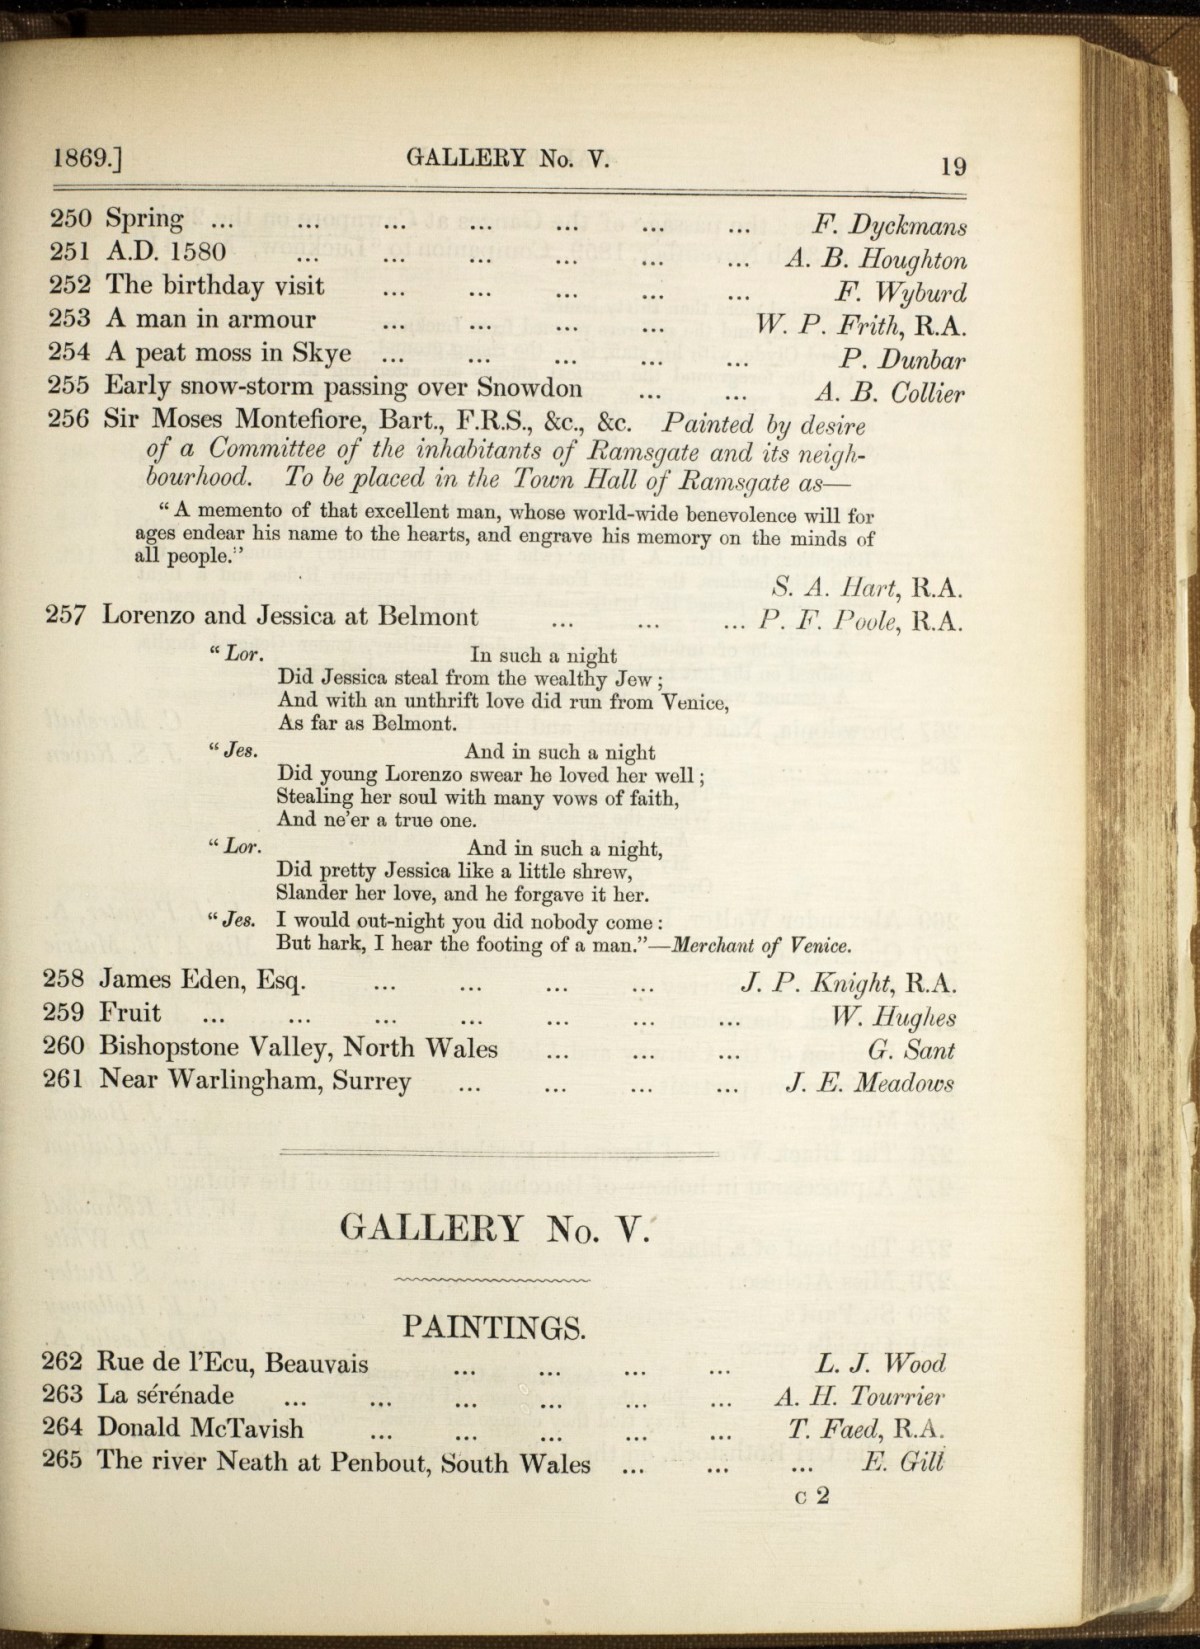 1869.] GALLERY No. V. 19
250 Spring ... ... ... ... ... ... ... F. Dyckmans
251 A.D. 1580 ... ... ... ... ... ... A. B. Houghton
252 The birthday visit ... ... ... ... ... F. Wyburd
253 A man in armour ... ... ... ... W. P. Frith, R.A.
254 A peat moss in Skye ... ... ... ... ... P. Dunbar
255 Early snow-storm passing over Snowdon ... ... A. B. Collier
256 Sir Moses Montefiore, Bart., F.R.S., &c., &c. Painted by desire
of a Committee of the inhabitants of Ramsgate and its neigh-
bourhood. To be placed in the Town Hall of Ramsgate as—
“A memento of that excellent man, whose world-wide benevolence will for
ages endear his name to the hearts, and engrave his memory on the minds of
all people.”
S. A. Hart, R.A.
257 Lorenzo and Jessica at Belmont ... ... ... P. F. Poole, R.A.
“Lor. In such a night
Did Jessica steal from the wealthy Jew;
And with an unthrift love did run from Venice,
As far as Belmont.
“Jes. And in such a night
Did young Lorenzo swear he loved her well;
Stealing her soul with many vows of faith,
And ne'er a true one.
“Lor. And in such a night,
Did pretty Jessica like a little shrew,
Slander her love, and he forgave it her.
“Jes. I would out-night you did nobody come:
But hark, I hear the footing of a man.”—Merchant of Venice.
258 James Eden, Esq. ... ... ... ... J. P. Knight, R.A.
259 Fruit ... ... ... ... ... ... ... W. Hughes
260 Bishopstone Valley, North Wales ... ... ... G. Sant
261 Near Warlingham, Surrey ... ... ... ... J. E. Meadows
GALLERY No. V.
PAINTINGS.
262 Rue de l'Ecu, Beauvais ... ... ... ... L. J. Wood
263 La sérénade ... ... ... ... ... ... A. H. Tourrier
264 Donald McTavish ... ... ... ... ... T. Faed, R.A.
265 The river Neath at Penbout, South Wales ... ... ... E. Gill
c 2